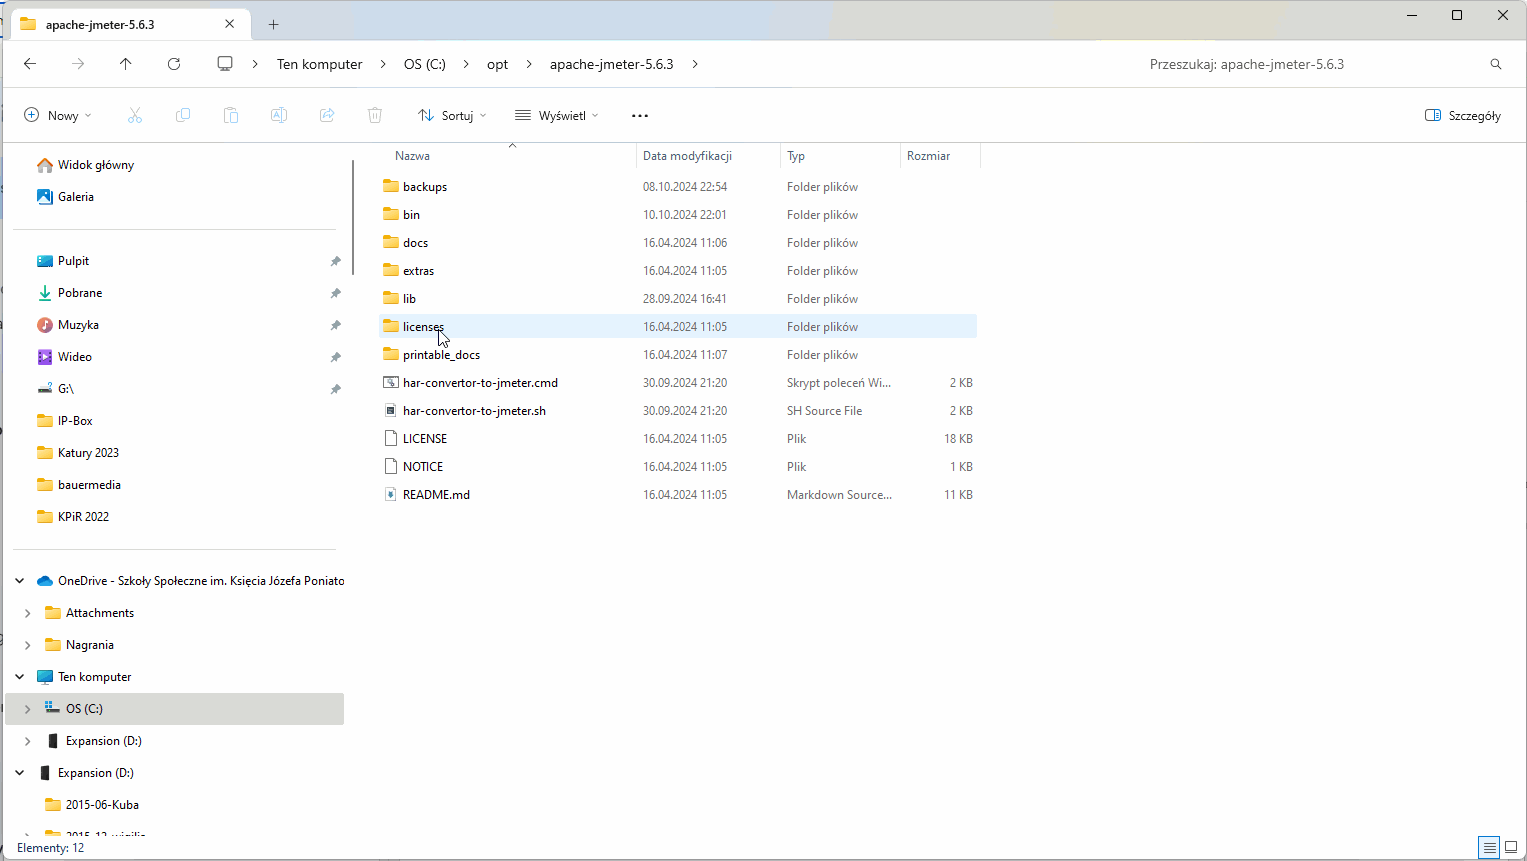 apache-jmeter-5.6.3
Ten komputer
OS (C:)
opt
apache-jmeter-5.6.3
Przeszukaj: apache-jmeter-5.6.3
Nowy
Sortuj
Wyświetl
Szczegóły
Widok główny
Galeria
Pulpit
Pobrane
Muzyka
Wideo
G:\
IP-Box
Katury 2023
bauermedia
KPiR 2022
OneDrive - Szkoły Społeczne im. Księcia Józefa Poniato
Attachments
Nagrania
Ten komputer
OS (C:)
Expansion (D:)
Expansion (D:)
2015-06-Kuba
Nazwa Data modyfikacji Typ Rozmiar
backups 08.10.2024 22:54 Folder plików
bin 10.10.2024 22:01 Folder plików
docs 16.04.2024 11:06 Folder plików
extras 16.04.2024 11:05 Folder plików
lib 28.09.2024 16:41 Folder plików
licenses 16.04.2024 11:05 Folder plików
printable_docs 16.04.2024 11:07 Folder plików
har-convertor-to-jmeter.cmd 30.09.2024 21:20 Skrypt poleceń Wi... 2 KB
har-convertor-to-jmeter.sh 30.09.2024 21:20 SH Source File 2 KB
LICENSE 16.04.2024 11:05 Plik 18 KB
NOTICE 16.04.2024 11:05 Plik 1 KB
README.md 16.04.2024 11:05 Markdown Source... 11 KB
Elementy: 12